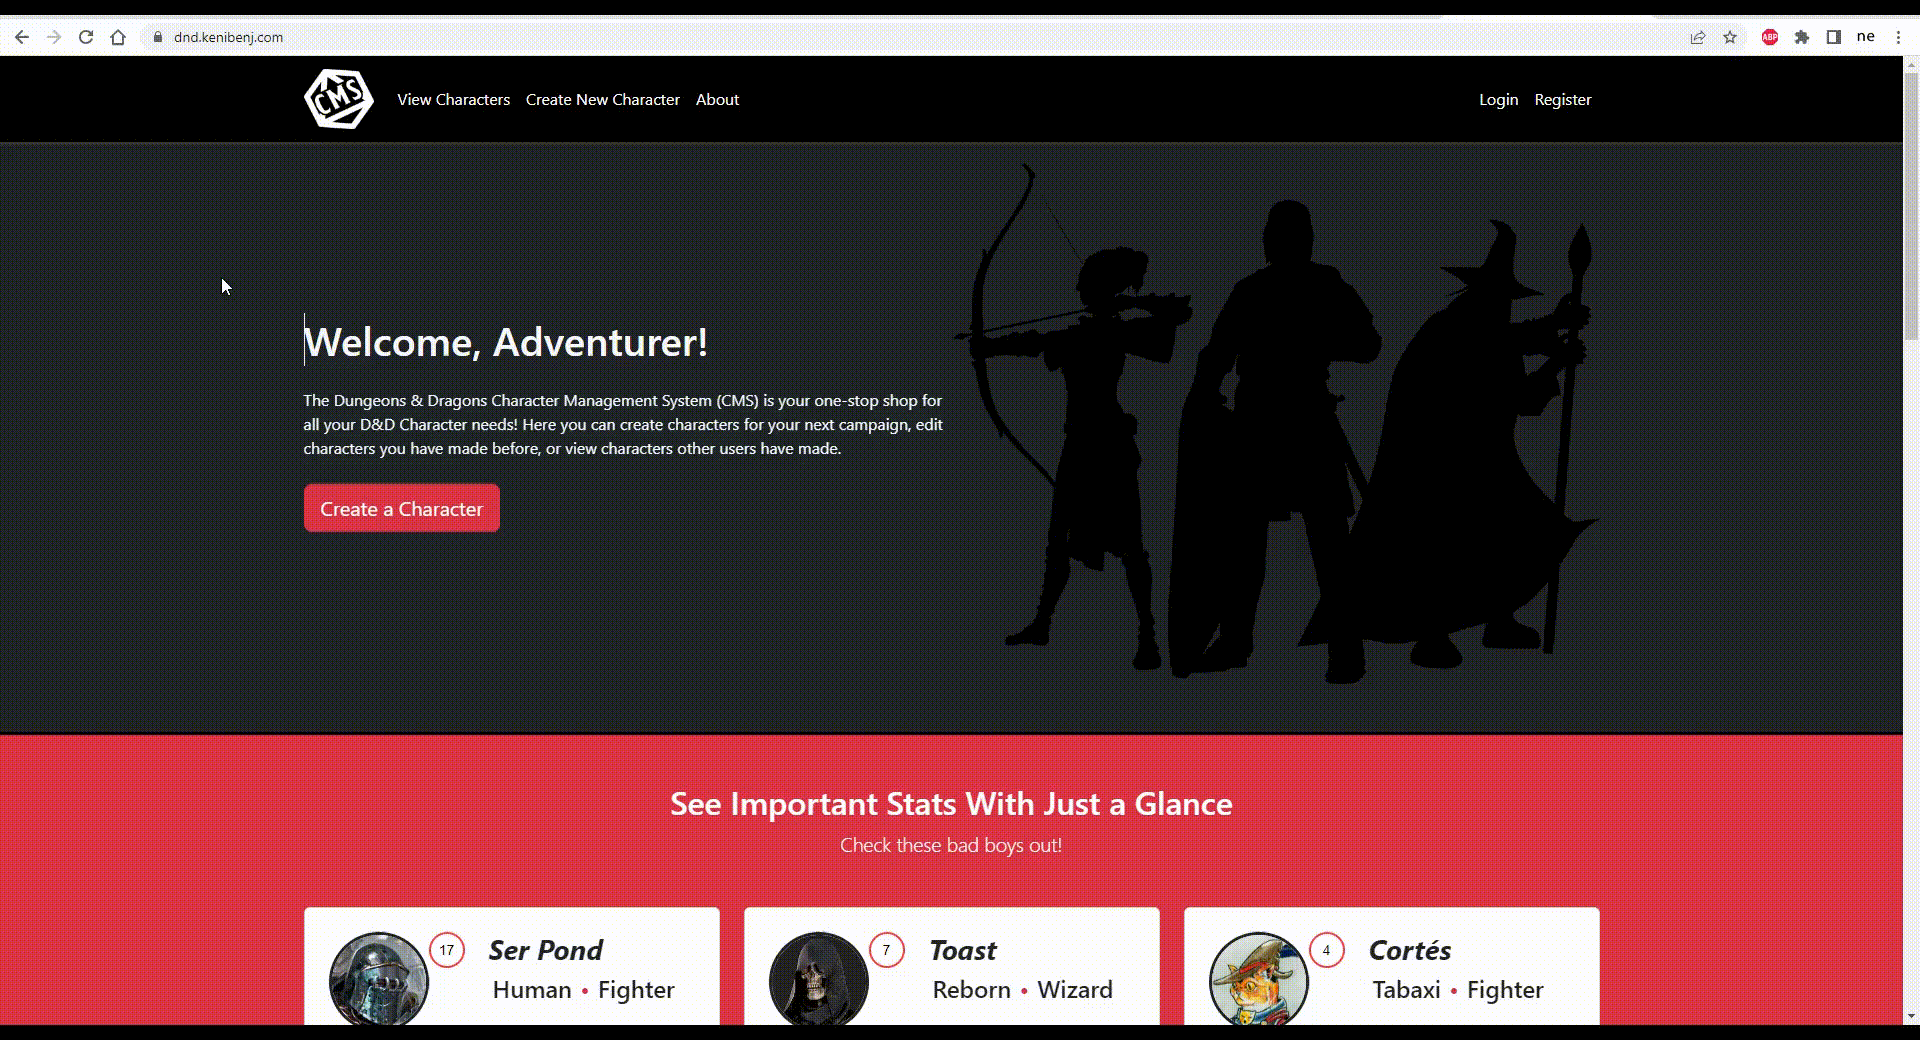 dnd.kenibenj.com
ABP
ne
CMS
View Characters
Create New Character
About
Login
Register
Welcome, Adventurer!
The Dungeons & Dragons Character Management System (CMS) is your one-stop shop for
all your D&D Character needs! Here you can create characters for your next campaign, edit
characters you have made before, or view characters other users have made.
Create a Character
See Important Stats With Just a Glance
Check these bad boys out!
17
Ser Pond
Human • Fighter
7
Toast
Reborn • Wizard
4
Cortés
Tabaxi • Fighter